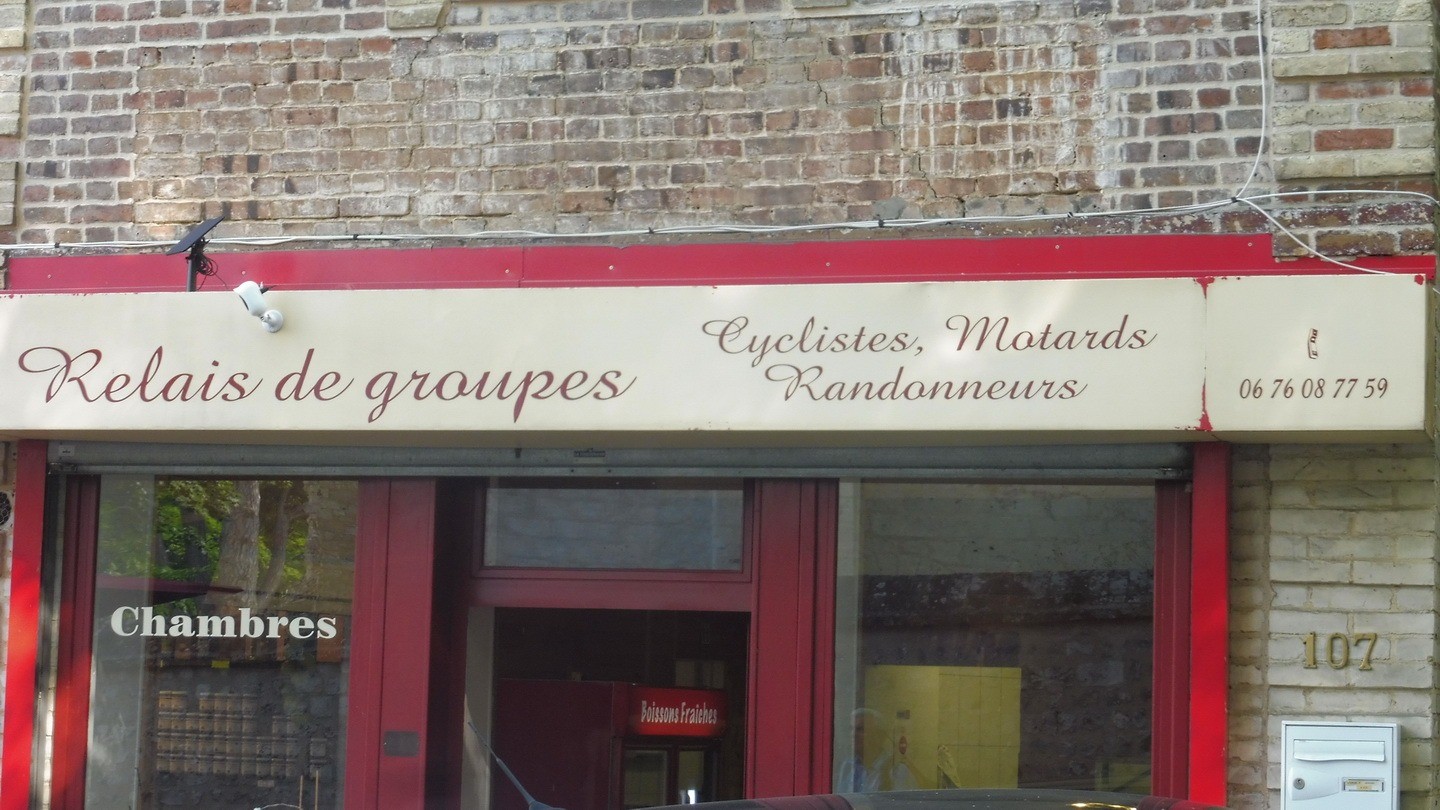 Relais de groupes
Cyclistes, Motards
Randonneurs
06 76 08 77 59
Chambres
Boissons Fraiches
107